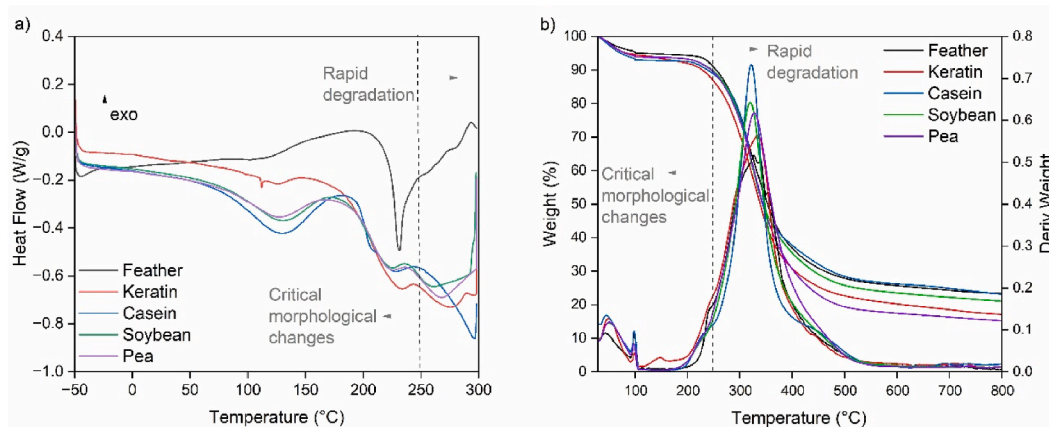 a)
0.4
0.2
0.0
−0.2
−0.4
−0.6
−0.8
−1.0
Heat Flow (W/g)
exo
Rapid
degradation
Critical
morphological
changes
Feather
Keratin
Casein
Soybean
Pea
−50 0 50 100 150 200 250 300
Temperature (°C)
b)
100
90
80
70
60
50
40
30
20
10
0
Weight (%)
Rapid
degradation
Critical
morphological
changes
Feather
Keratin
Casein
Soybean
Pea
0.8
0.7
0.6
0.5
0.4
0.3
0.2
0.1
0.0
Deriv Weight
100 200 300 400 500 600 700 800
Temperature (°C)